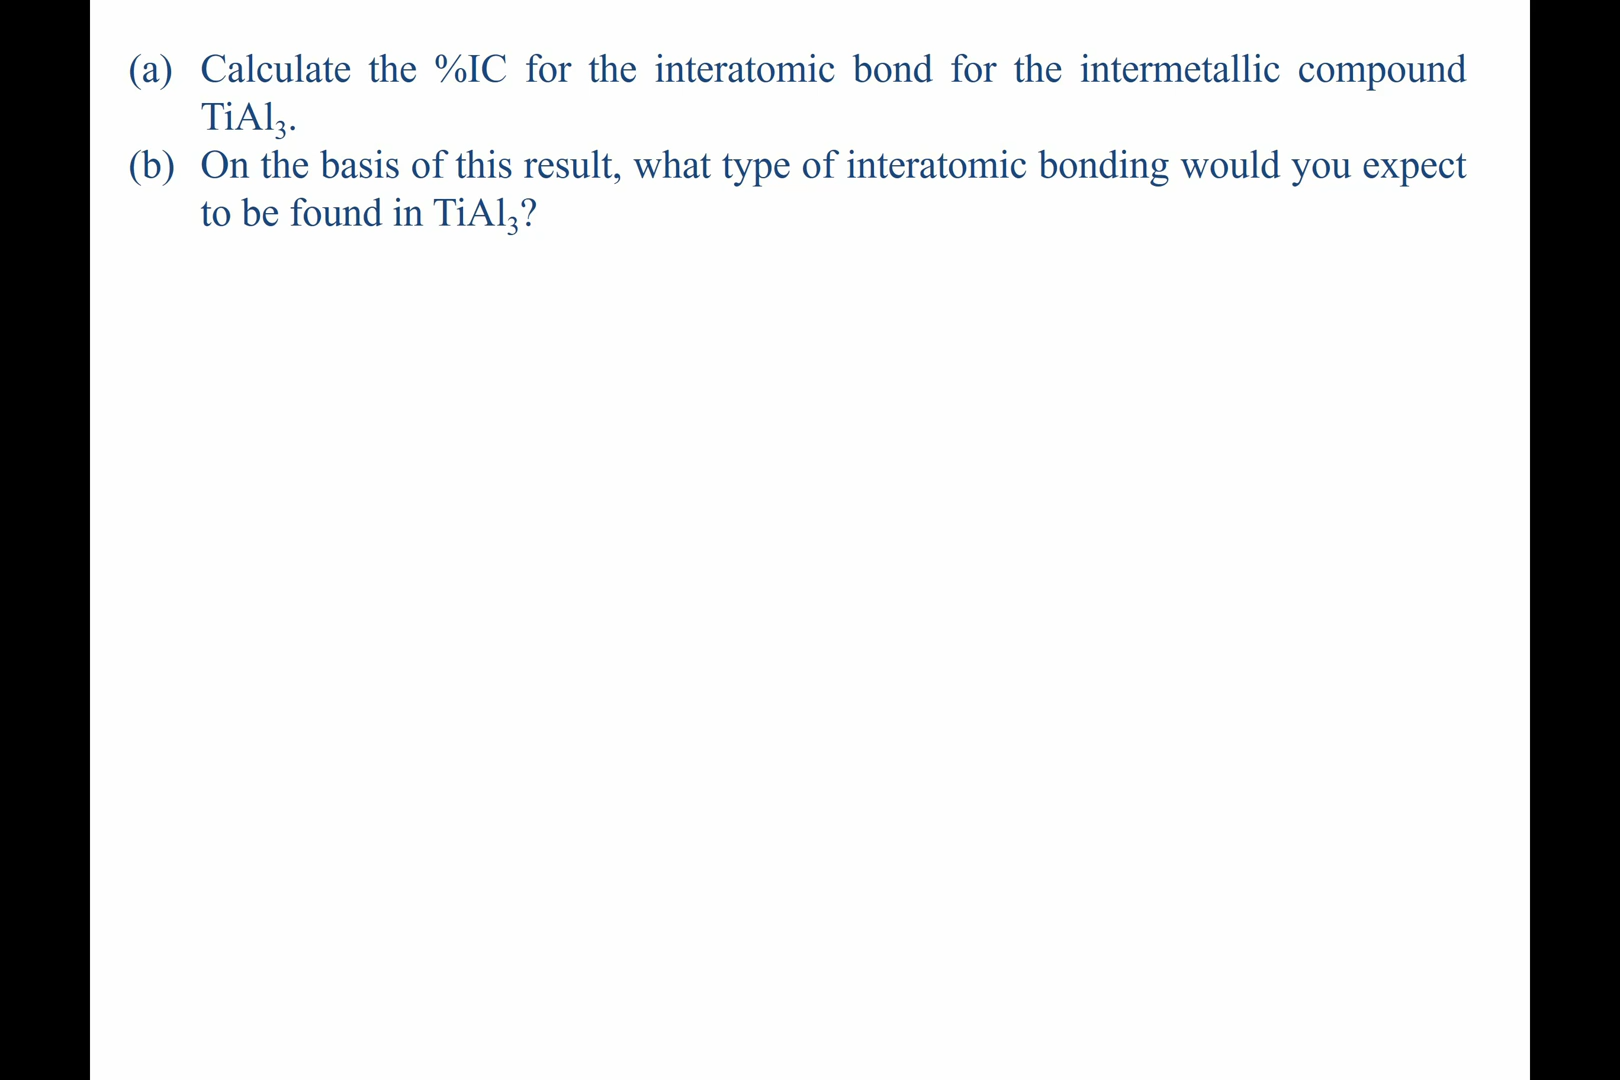 (a) Calculate the %IC for the interatomic bond for the intermetallic compound
TiAl₃.
(b) On the basis of this result, what type of interatomic bonding would you expect
to be found in TiAl₃?